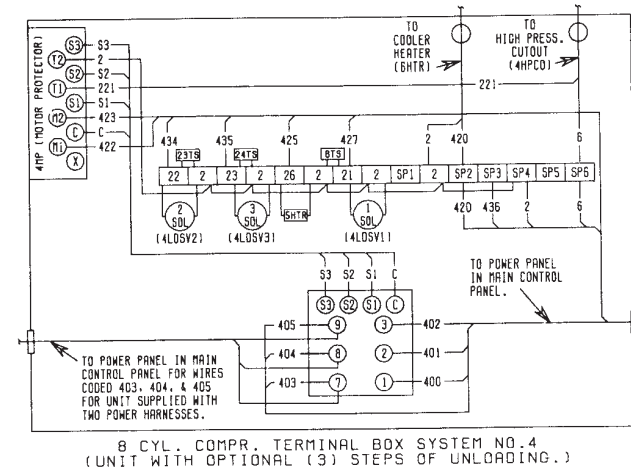 TO COOLER HEATER (6HTR)
TO HIGH PRESS. CUTOUT (4HPCO)
4MP (MOTOR PROTECTOR)
S3 S3
T2 2
S2 S2
T1 221
S1 S1
M2 423
C C
M1 422
X
221
434 435 425 427 2 420 6
23TS 24TS 8TS
22 2 23 2 26 2 21 2 SP1 2 SP2 SP3 SP4 SP5 SP6
2 SOL 3 SOL 5HTR 1 SOL
(4LDSV2) (4LDSV3) (4LDSV1)
420 436 2 6
S3 S2 S1 C
S3 S2 S1 C
TO POWER PANEL IN MAIN CONTROL PANEL.
405 9 3 402
404 8 2 401
403 7 1 400
TO POWER PANEL IN MAIN
CONTROL PANEL FOR WIRES
CODED 403, 404, & 405
FOR UNIT SUPPLIED WITH
TWO POWER HARNESSES.
8 CYL. COMPR. TERMINAL BOX SYSTEM NO.4
(UNIT WITH OPTIONAL (3) STEPS OF UNLOADING.)